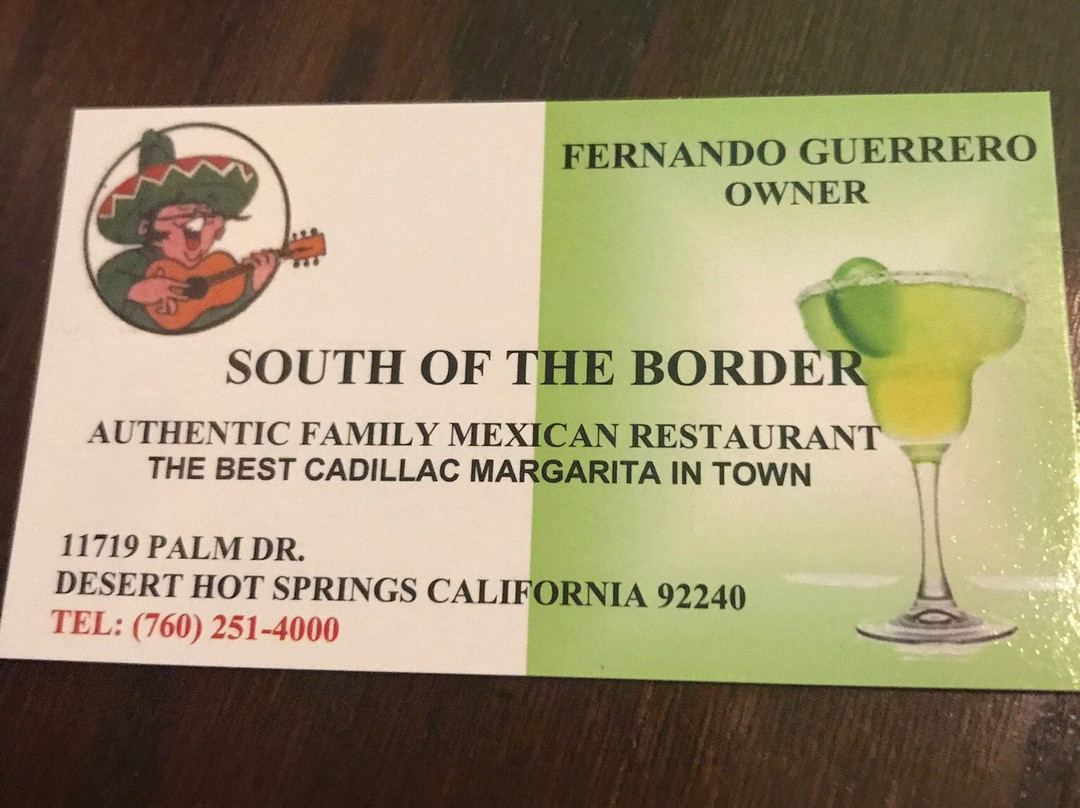 FERNANDO GUERRERO
OWNER
SOUTH OF THE BORDER
AUTHENTIC FAMILY MEXICAN RESTAURANT
THE BEST CADILLAC MARGARITA IN TOWN
11719 PALM DR.
DESERT HOT SPRINGS CALIFORNIA 92240
TEL: (760) 251-4000